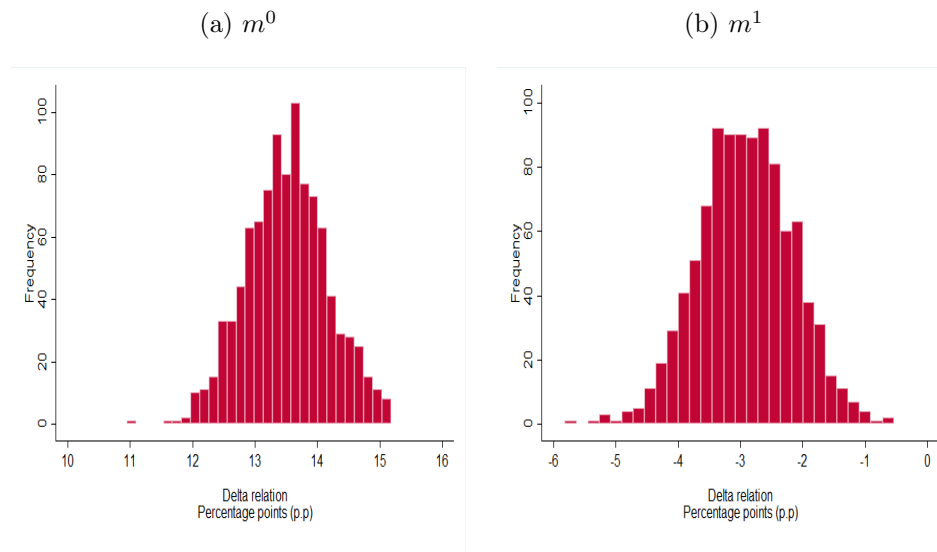 (a) m⁰
(b) m¹
Frequency
0 20 40 60 80 100
10 11 12 13 14 15 16
Delta relation
Percentage points (p.p)
Frequency
0 20 40 60 80 100
-6 -5 -4 -3 -2 -1 0
Delta relation
Percentage points (p.p)